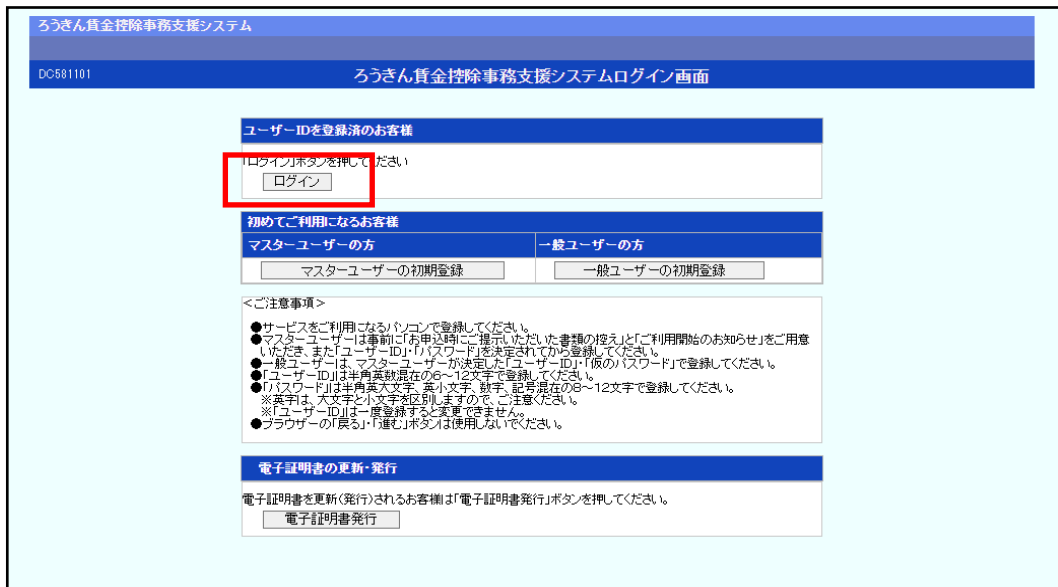 ろうきん賃金控除事務支援システム
DC581101
ろうきん賃金控除事務支援システムログイン画面
ユーザーIDを登録済のお客様
「ログイン」ボタンを押してください
ログイン
初めてご利用になるお客様
マスターユーザーの方
一般ユーザーの方
マスターユーザーの初期登録
一般ユーザーの初期登録
<ご注意事項>
●サービスをご利用になるパソコンで登録してください。
●マスターユーザーは事前に「お申込時にご提示いただいた書類の控え」と「ご利用開始のお知らせ」をご用意
いただき、また「ユーザーID」・「パスワード」を決定されてから登録してください。
●一般ユーザーは、マスターユーザーが決定した「ユーザーID」・「仮のパスワード」で登録してください。
●「ユーザーID」は半角英数混在の6～12文字で登録してください。
●「パスワード」は半角英大文字、英小文字、数字、記号混在の8～12文字で登録してください。
※英字は、大文字と小文字を区別しますので、ご注意ください。
※「ユーザーID」は一度登録すると変更できません。
●ブラウザーの「戻る」・「進む」ボタンは使用しないでください。
電子証明書の更新・発行
電子証明書を更新(発行)されるお客様は「電子証明書発行」ボタンを押してください。
電子証明書発行